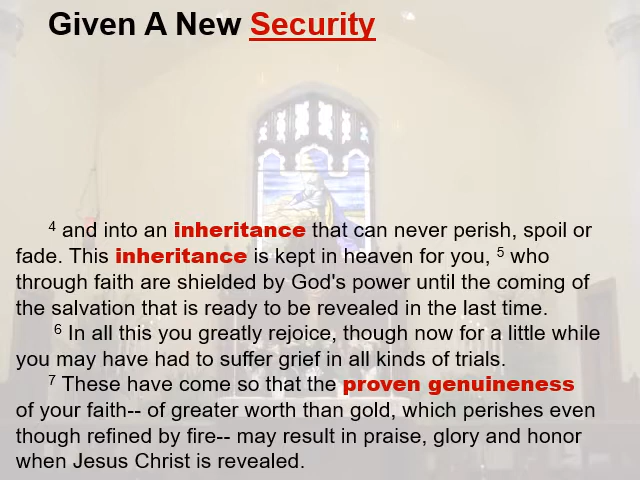 Given A New Security
4 and into an inheritance that can never perish, spoil or
fade. This inheritance is kept in heaven for you, 5 who
through faith are shielded by God's power until the coming of
the salvation that is ready to be revealed in the last time.
6 In all this you greatly rejoice, though now for a little while
you may have had to suffer grief in all kinds of trials.
7 These have come so that the proven genuineness
of your faith-- of greater worth than gold, which perishes even
though refined by fire-- may result in praise, glory and honor
when Jesus Christ is revealed.